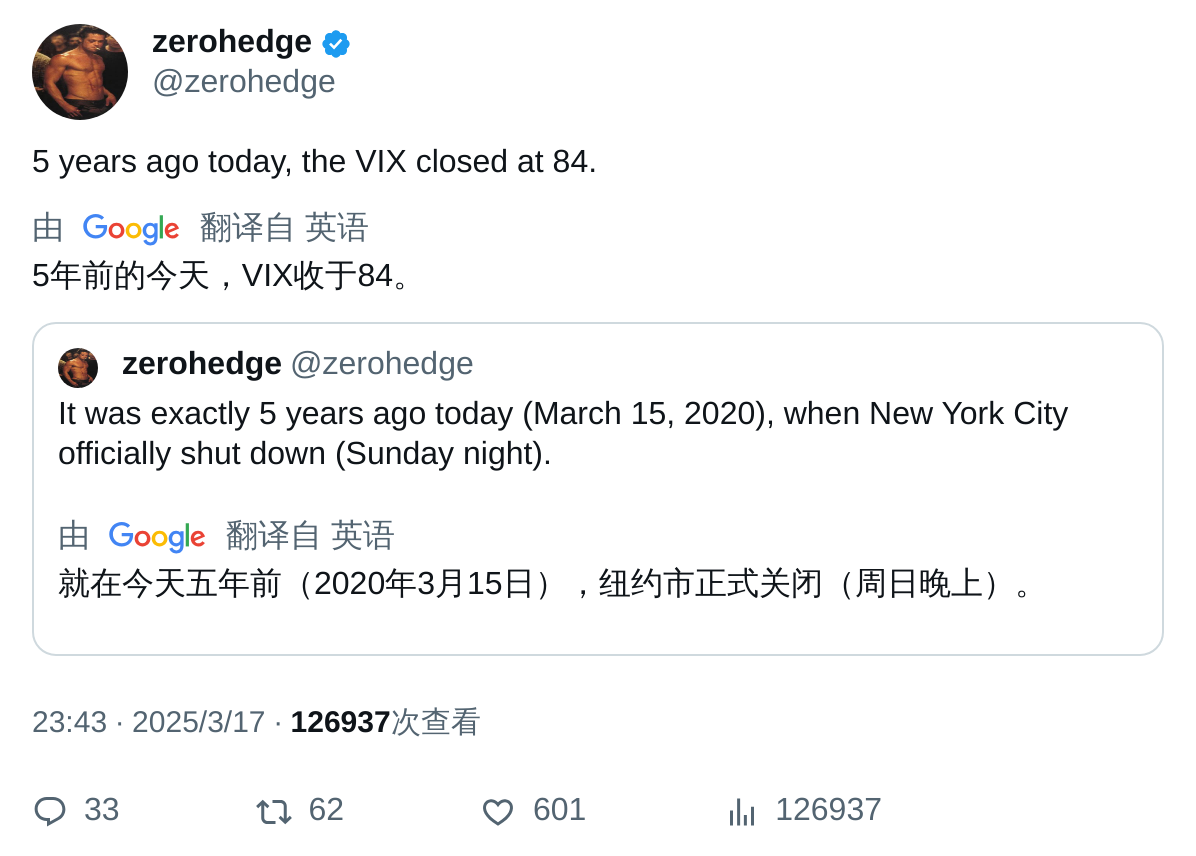 zerohedge
@zerohedge
5 years ago today, the VIX closed at 84.
由 Google 翻译自 英语
5年前的今天，VIX收于84。
zerohedge @zerohedge
It was exactly 5 years ago today (March 15, 2020), when New York City
officially shut down (Sunday night).
由 Google 翻译自 英语
就在今天五年前（2020年3月15日），纽约市正式关闭（周日晚上）。
23:43 · 2025/3/17 · 126937次查看
33 62 601 126937